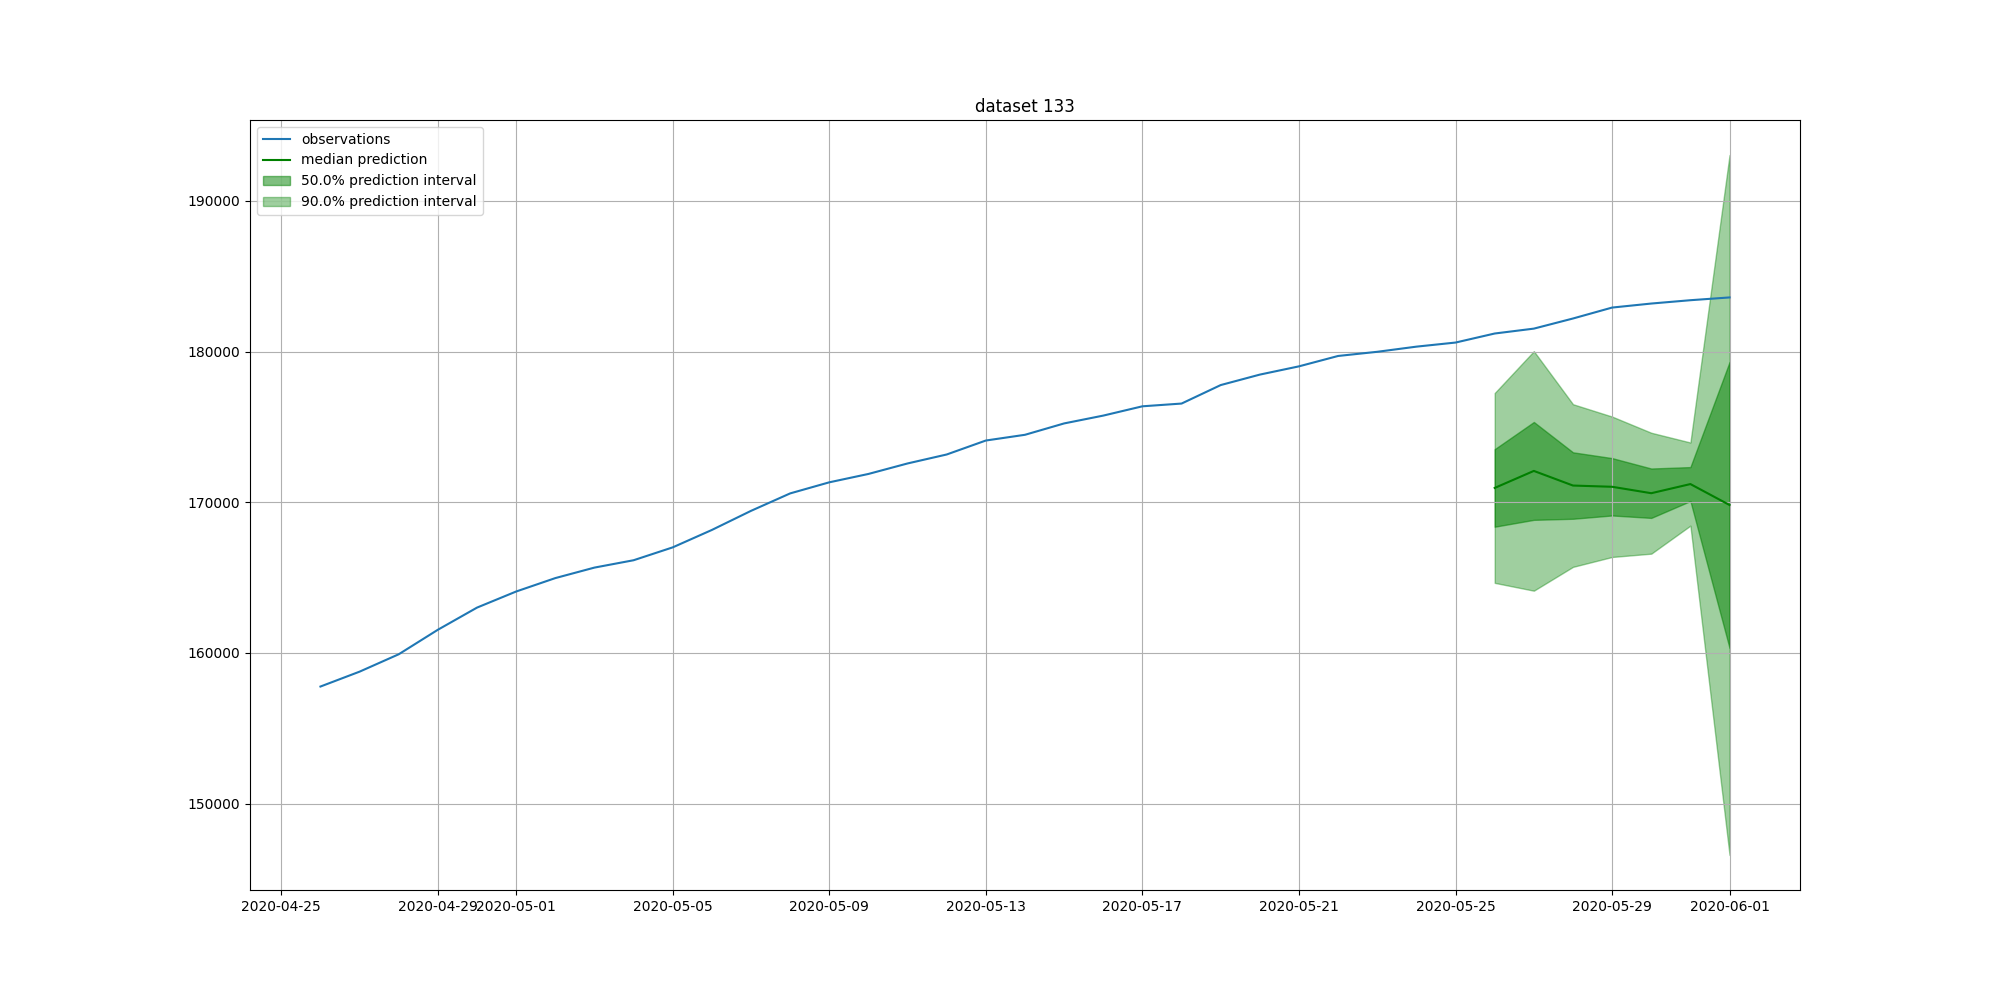 dataset 133
observations
median prediction
50.0% prediction interval
90.0% prediction interval
190000
180000
170000
160000
150000
2020-04-25 2020-04-29 2020-05-01 2020-05-05 2020-05-09 2020-05-13 2020-05-17 2020-05-21 2020-05-25 2020-05-29 2020-06-01